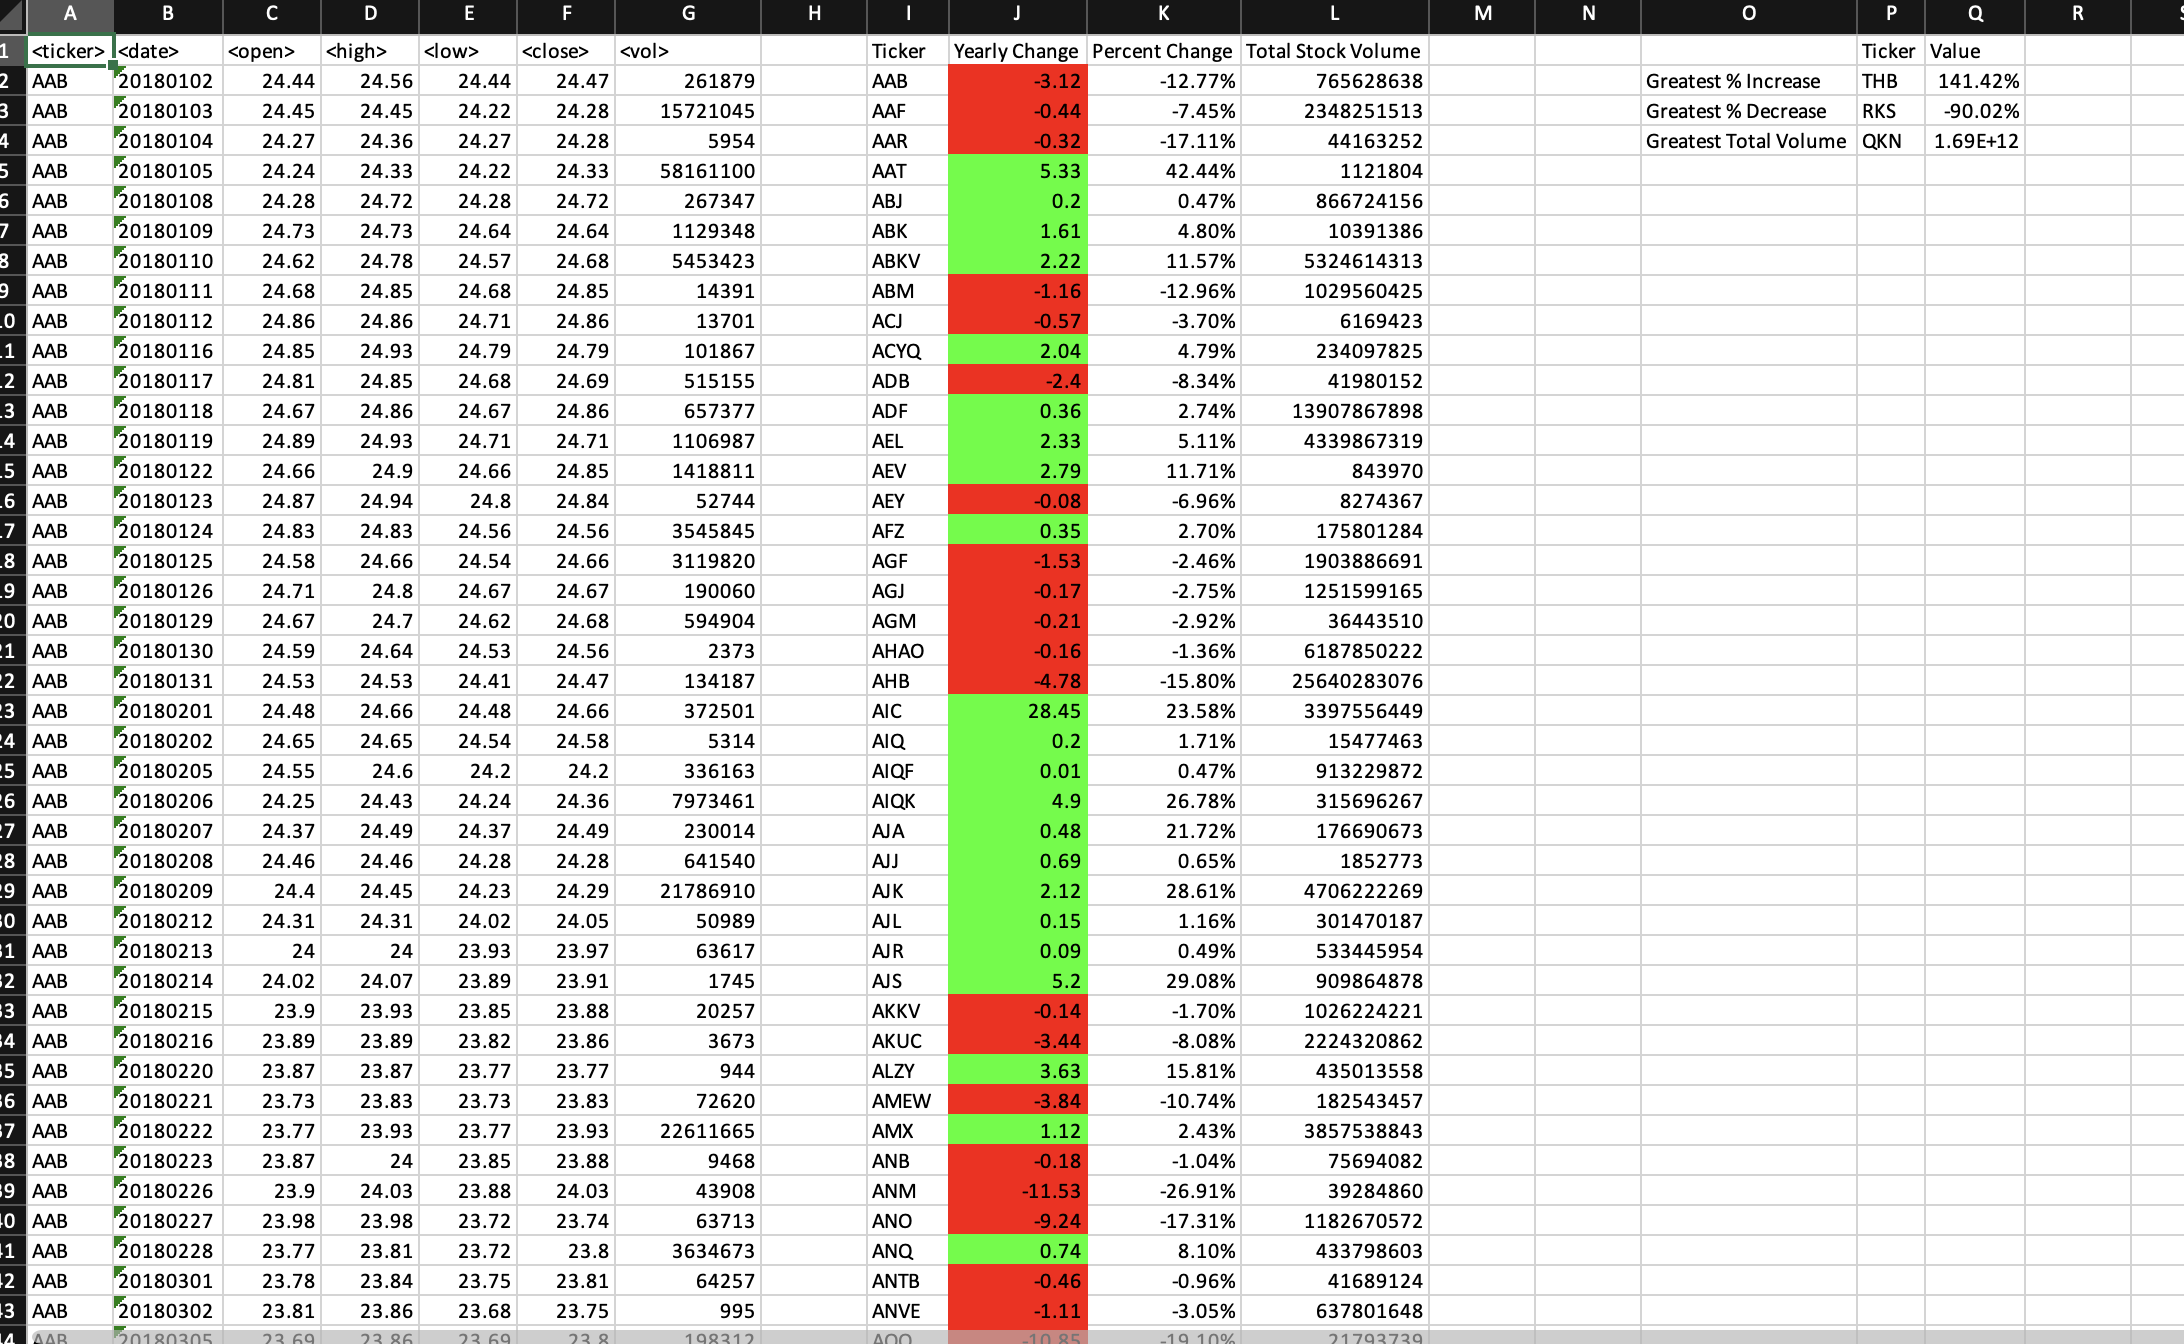 A B C D E F G H I J K L M N O P Q R S
1 <ticker> <date> <open> <high> <low> <close> <vol> Ticker Yearly Change Percent Change Total Stock Volume Ticker Value
2 AAB 20180102 24.44 24.56 24.44 24.47 261879 AAB -3.12 -12.77% 765628638 Greatest % Increase THB 141.42%
3 AAB 20180103 24.45 24.45 24.22 24.28 15721045 AAF -0.44 -7.45% 2348251513 Greatest % Decrease RKS -90.02%
4 AAB 20180104 24.27 24.36 24.27 24.28 5954 AAR -0.32 -17.11% 44163252 Greatest Total Volume QKN 1.69E+12
5 AAB 20180105 24.24 24.33 24.22 24.33 58161100 AAT 5.33 42.44% 1121804
6 AAB 20180108 24.28 24.72 24.28 24.72 267347 ABJ 0.2 0.47% 866724156
7 AAB 20180109 24.73 24.73 24.64 24.64 1129348 ABK 1.61 4.80% 10391386
8 AAB 20180110 24.62 24.78 24.57 24.68 5453423 ABKV 2.22 11.57% 5324614313
9 AAB 20180111 24.68 24.85 24.68 24.85 14391 ABM -1.16 -12.96% 1029560425
0 AAB 20180112 24.86 24.86 24.71 24.86 13701 ACJ -0.57 -3.70% 6169423
1 AAB 20180116 24.85 24.93 24.79 24.79 101867 ACYQ 2.04 4.79% 234097825
2 AAB 20180117 24.81 24.85 24.68 24.69 515155 ADB -2.4 -8.34% 41980152
3 AAB 20180118 24.67 24.86 24.67 24.86 657377 ADF 0.36 2.74% 13907867898
4 AAB 20180119 24.89 24.93 24.71 24.71 1106987 AEL 2.33 5.11% 4339867319
5 AAB 20180122 24.66 24.9 24.66 24.85 1418811 AEV 2.79 11.71% 843970
6 AAB 20180123 24.87 24.94 24.8 24.84 52744 AEY -0.08 -6.96% 8274367
7 AAB 20180124 24.83 24.83 24.56 24.56 3545845 AFZ 0.35 2.70% 175801284
8 AAB 20180125 24.58 24.66 24.54 24.66 3119820 AGF -1.53 -2.46% 1903886691
9 AAB 20180126 24.71 24.8 24.67 24.67 190060 AGJ -0.17 -2.75% 1251599165
20 AAB 20180129 24.67 24.7 24.62 24.68 594904 AGM -0.21 -2.92% 36443510
21 AAB 20180130 24.59 24.64 24.53 24.56 2373 AHAO -0.16 -1.36% 6187850222
22 AAB 20180131 24.53 24.53 24.41 24.47 134187 AHB -4.78 -15.80% 25640283076
23 AAB 20180201 24.48 24.66 24.48 24.66 372501 AIC 28.45 23.58% 3397556449
24 AAB 20180202 24.65 24.65 24.54 24.58 5314 AIQ 0.2 1.71% 15477463
25 AAB 20180205 24.55 24.6 24.2 24.2 336163 AIQF 0.01 0.47% 913229872
26 AAB 20180206 24.25 24.43 24.24 24.36 7973461 AIQK 4.9 26.78% 315696267
27 AAB 20180207 24.37 24.49 24.37 24.49 230014 AJA 0.48 21.72% 176690673
28 AAB 20180208 24.46 24.46 24.28 24.28 641540 AJJ 0.69 0.65% 1852773
29 AAB 20180209 24.4 24.45 24.23 24.29 21786910 AJK 2.12 28.61% 4706222269
30 AAB 20180212 24.31 24.31 24.02 24.05 50989 AJL 0.15 1.16% 301470187
31 AAB 20180213 24 24 23.93 23.97 63617 AJR 0.09 0.49% 533445954
32 AAB 20180214 24.02 24.07 23.89 23.91 1745 AJS 5.2 29.08% 909864878
33 AAB 20180215 23.9 23.93 23.85 23.88 20257 AKKV -0.14 -1.70% 1026224221
34 AAB 20180216 23.89 23.89 23.82 23.86 3673 AKUC -3.44 -8.08% 2224320862
35 AAB 20180220 23.87 23.87 23.77 23.77 944 ALZY 3.63 15.81% 435013558
36 AAB 20180221 23.73 23.83 23.73 23.83 72620 AMEW -3.84 -10.74% 182543457
37 AAB 20180222 23.77 23.93 23.77 23.93 22611665 AMX 1.12 2.43% 3857538843
38 AAB 20180223 23.87 24 23.85 23.88 9468 ANB -0.18 -1.04% 75694082
39 AAB 20180226 23.9 24.03 23.88 24.03 43908 ANM -11.53 -26.91% 39284860
40 AAB 20180227 23.98 23.98 23.72 23.74 63713 ANO -9.24 -17.31% 1182670572
41 AAB 20180228 23.77 23.81 23.72 23.8 3634673 ANQ 0.74 8.10% 433798603
42 AAB 20180301 23.78 23.84 23.75 23.81 64257 ANTB -0.46 -0.96% 41689124
43 AAB 20180302 23.81 23.86 23.68 23.75 995 ANVE -1.11 -3.05% 637801648
44 AAB 20180305 23.69 23.86 23.69 23.8 198312 AOO -10.85 -19.10% 21793739